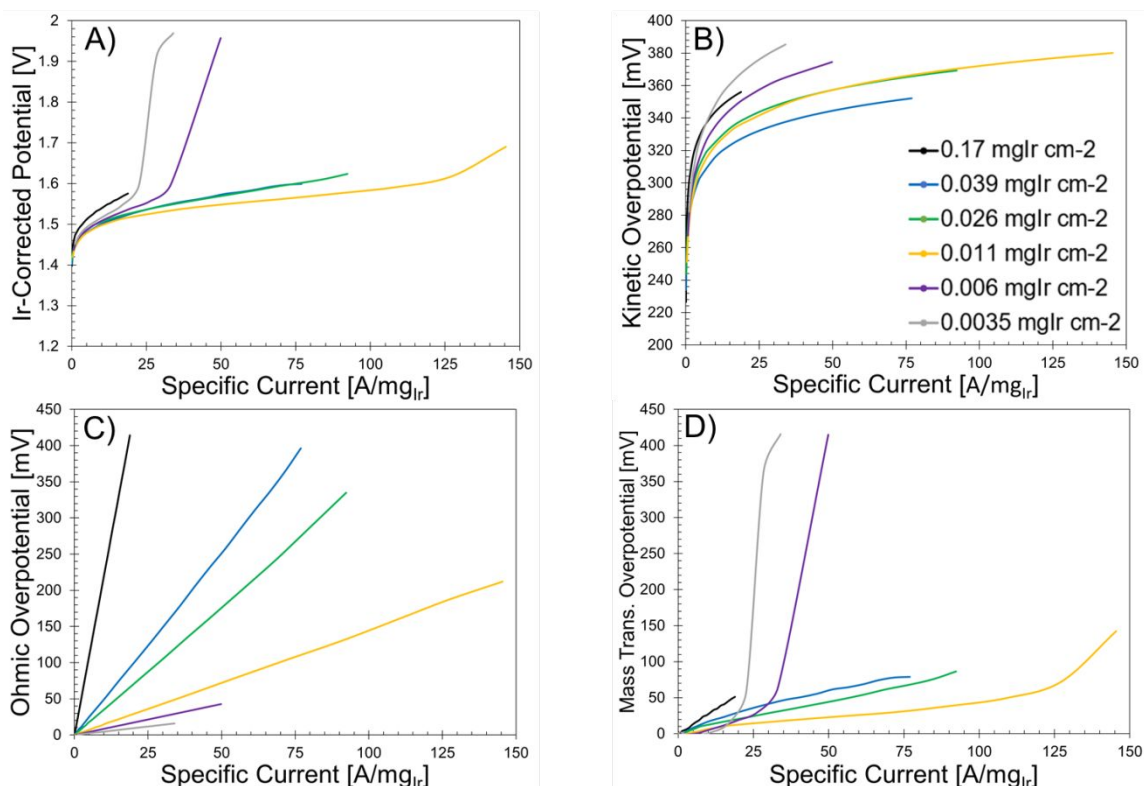 A)
Ir-Corrected Potential [V]
2
1.9
1.8
1.7
1.6
1.5
1.4
1.3
1.2
0 25 50 75 100 125 150
Specific Current [A/mgIr]
B)
Kinetic Overpotential [mV]
400
380
360
340
320
300
280
260
240
220
200
0.17 mgIr cm-2
0.039 mgIr cm-2
0.026 mgIr cm-2
0.011 mgIr cm-2
0.006 mgIr cm-2
0.0035 mgIr cm-2
0 25 50 75 100 125 150
Specific Current [A/mgIr]
C)
Ohmic Overpotential [mV]
450
400
350
300
250
200
150
100
50
0
0 25 50 75 100 125 150
Specific Current [A/mgIr]
D)
Mass Trans. Overpotential [mV]
450
400
350
300
250
200
150
100
50
0
0 25 50 75 100 125 150
Specific Current [A/mgIr]